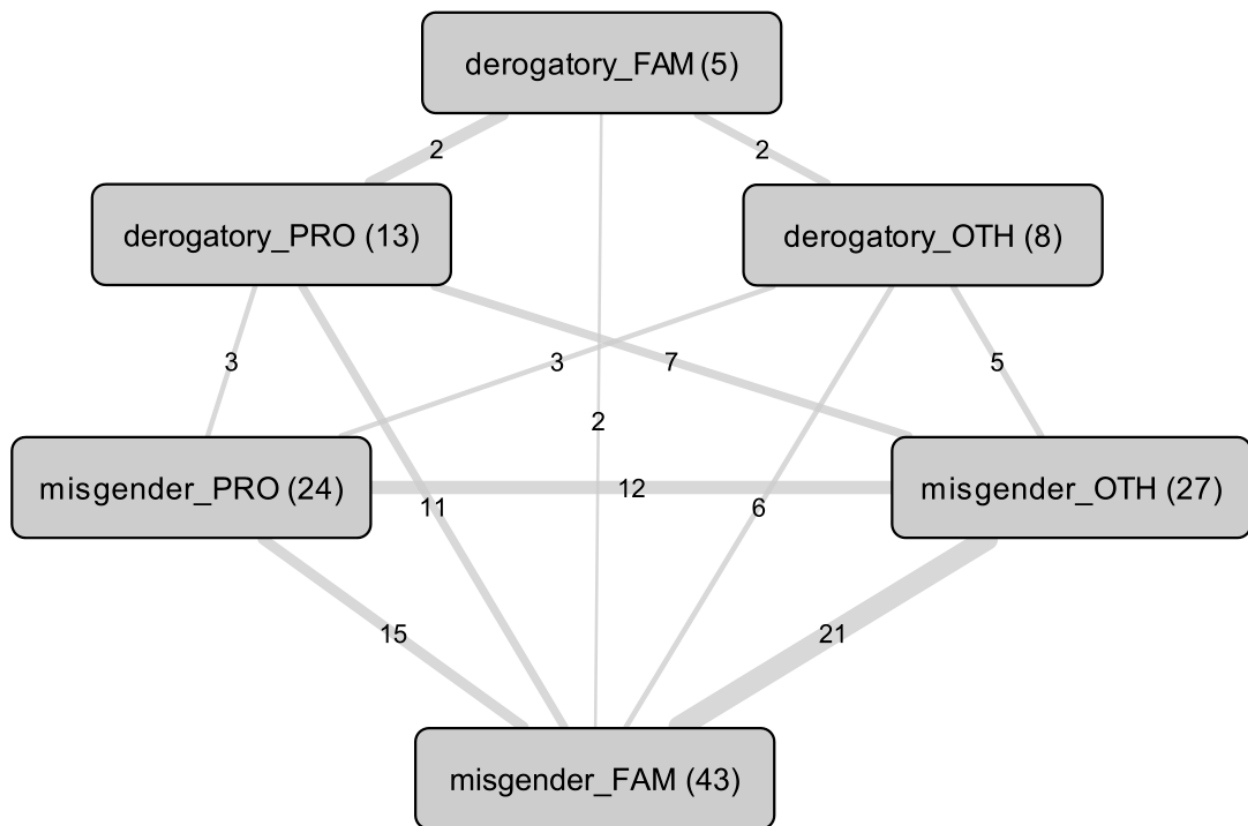 derogatory_FAM (5)
2
2
derogatory_PRO (13)
derogatory_OTH (8)
3
3
7
5
2
misgender_PRO (24)
12
misgender_OTH (27)
11
6
15
21
misgender_FAM (43)